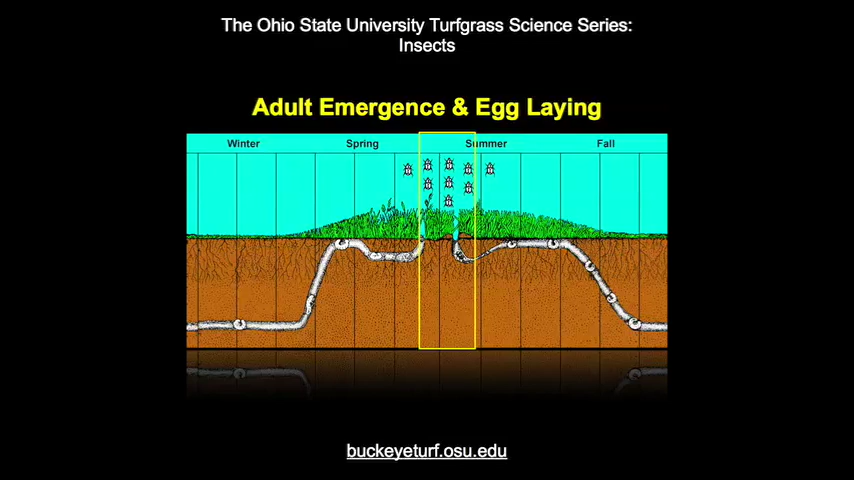 The Ohio State University Turfgrass Science Series:
Insects
Adult Emergence & Egg Laying
Winter Spring Summer Fall
buckeyeturf.osu.edu